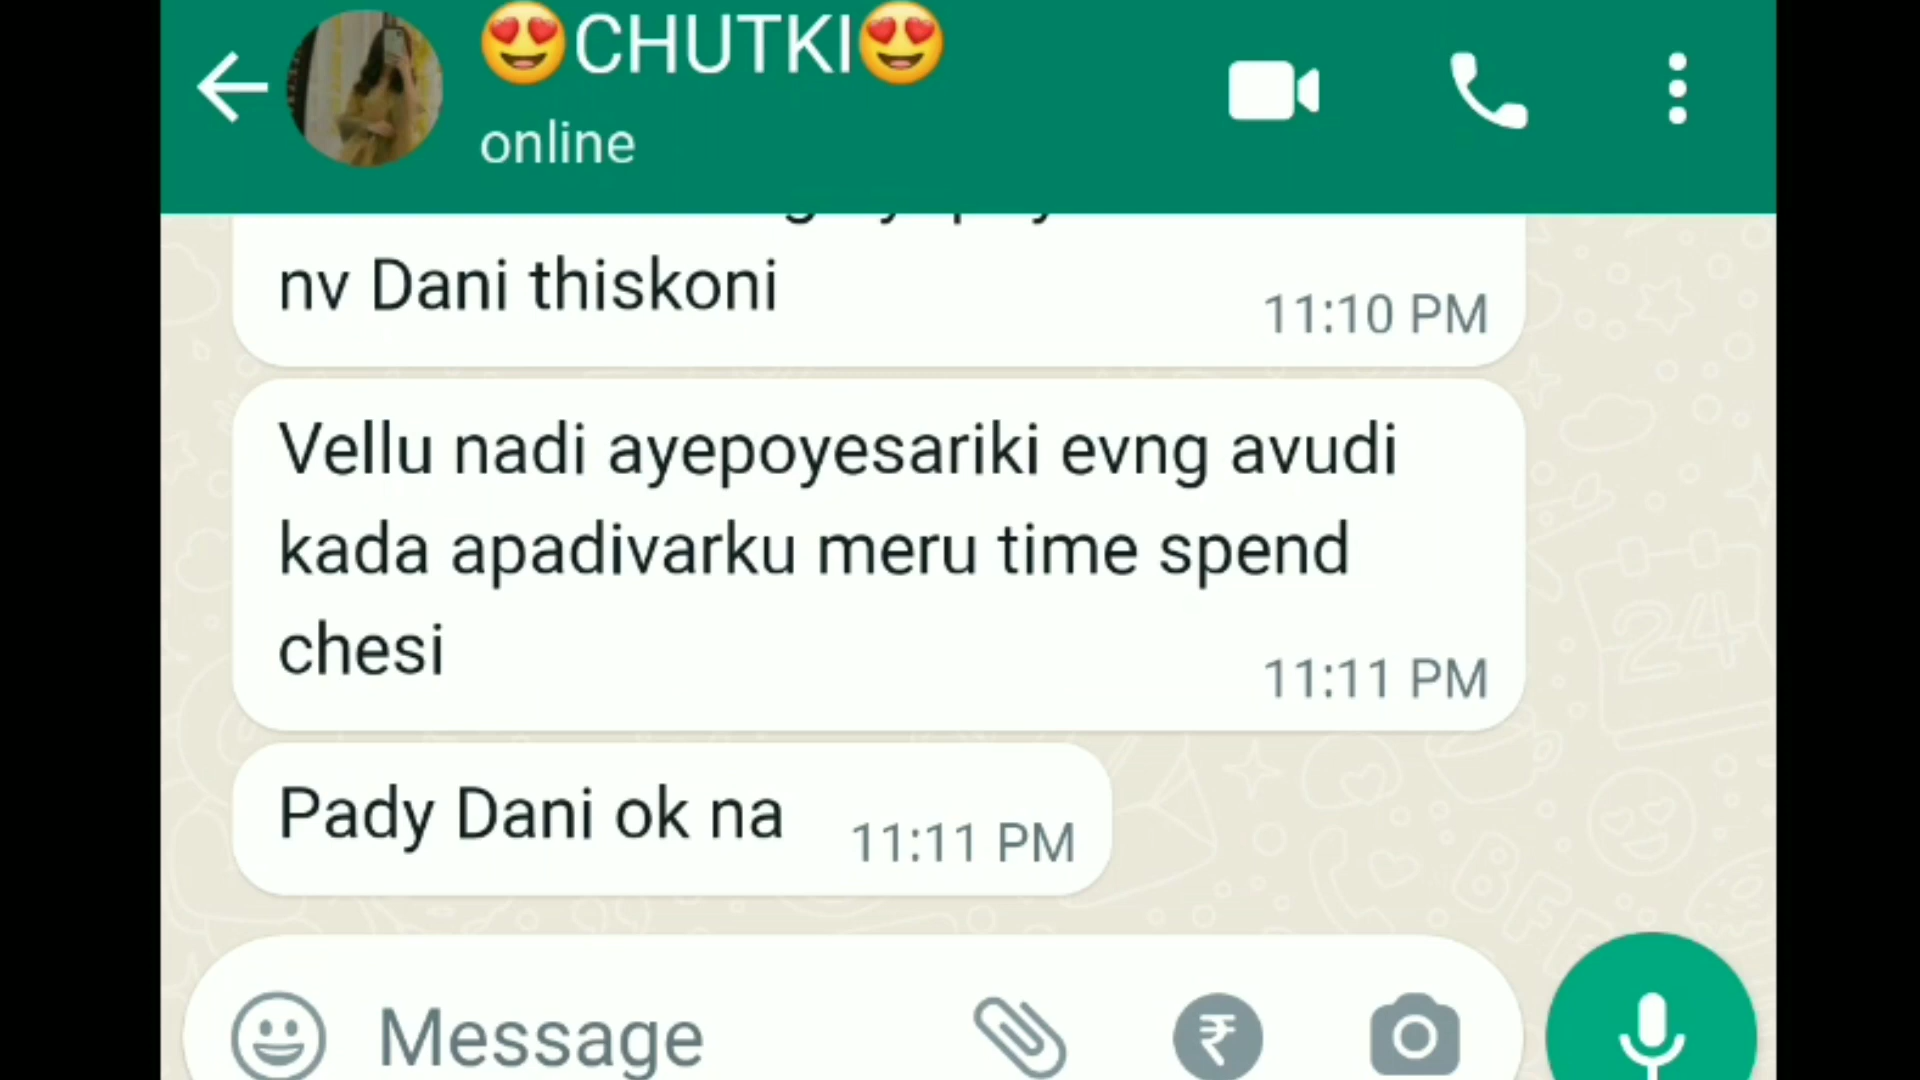 😍CHUTKI😍
online
nv Dani thiskoni
11:10 PM
Vellu nadi ayepoyesariki evng avudi
kada apadivarku meru time spend
chesi
11:11 PM
Pady Dani ok na
11:11 PM
Message